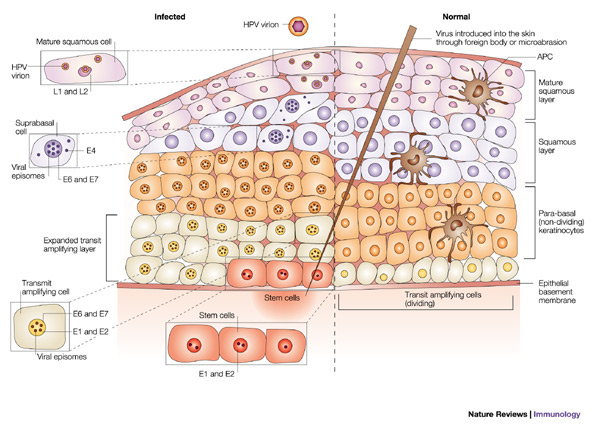 Infected
HPV virion
Normal
Virus introduced into the skin
through foreign body or microabrasion
Mature squamous cell
APC
HPV
virion
L1 and L2
Mature
squamous
layer
Suprabasal
cell
E4
Viral
episomes
E6 and E7
Squamous
layer
Para-basal
(non-dividing)
keratinocytes
Expanded transit
amplifying layer
Transmit
amplifying cell
E6 and E7
E1 and E2
Viral episomes
Stem cells
Transit amplifying cells
(dividing)
Epithelial
basement
membrane
Stem cells
E1 and E2
Nature Reviews | Immunology